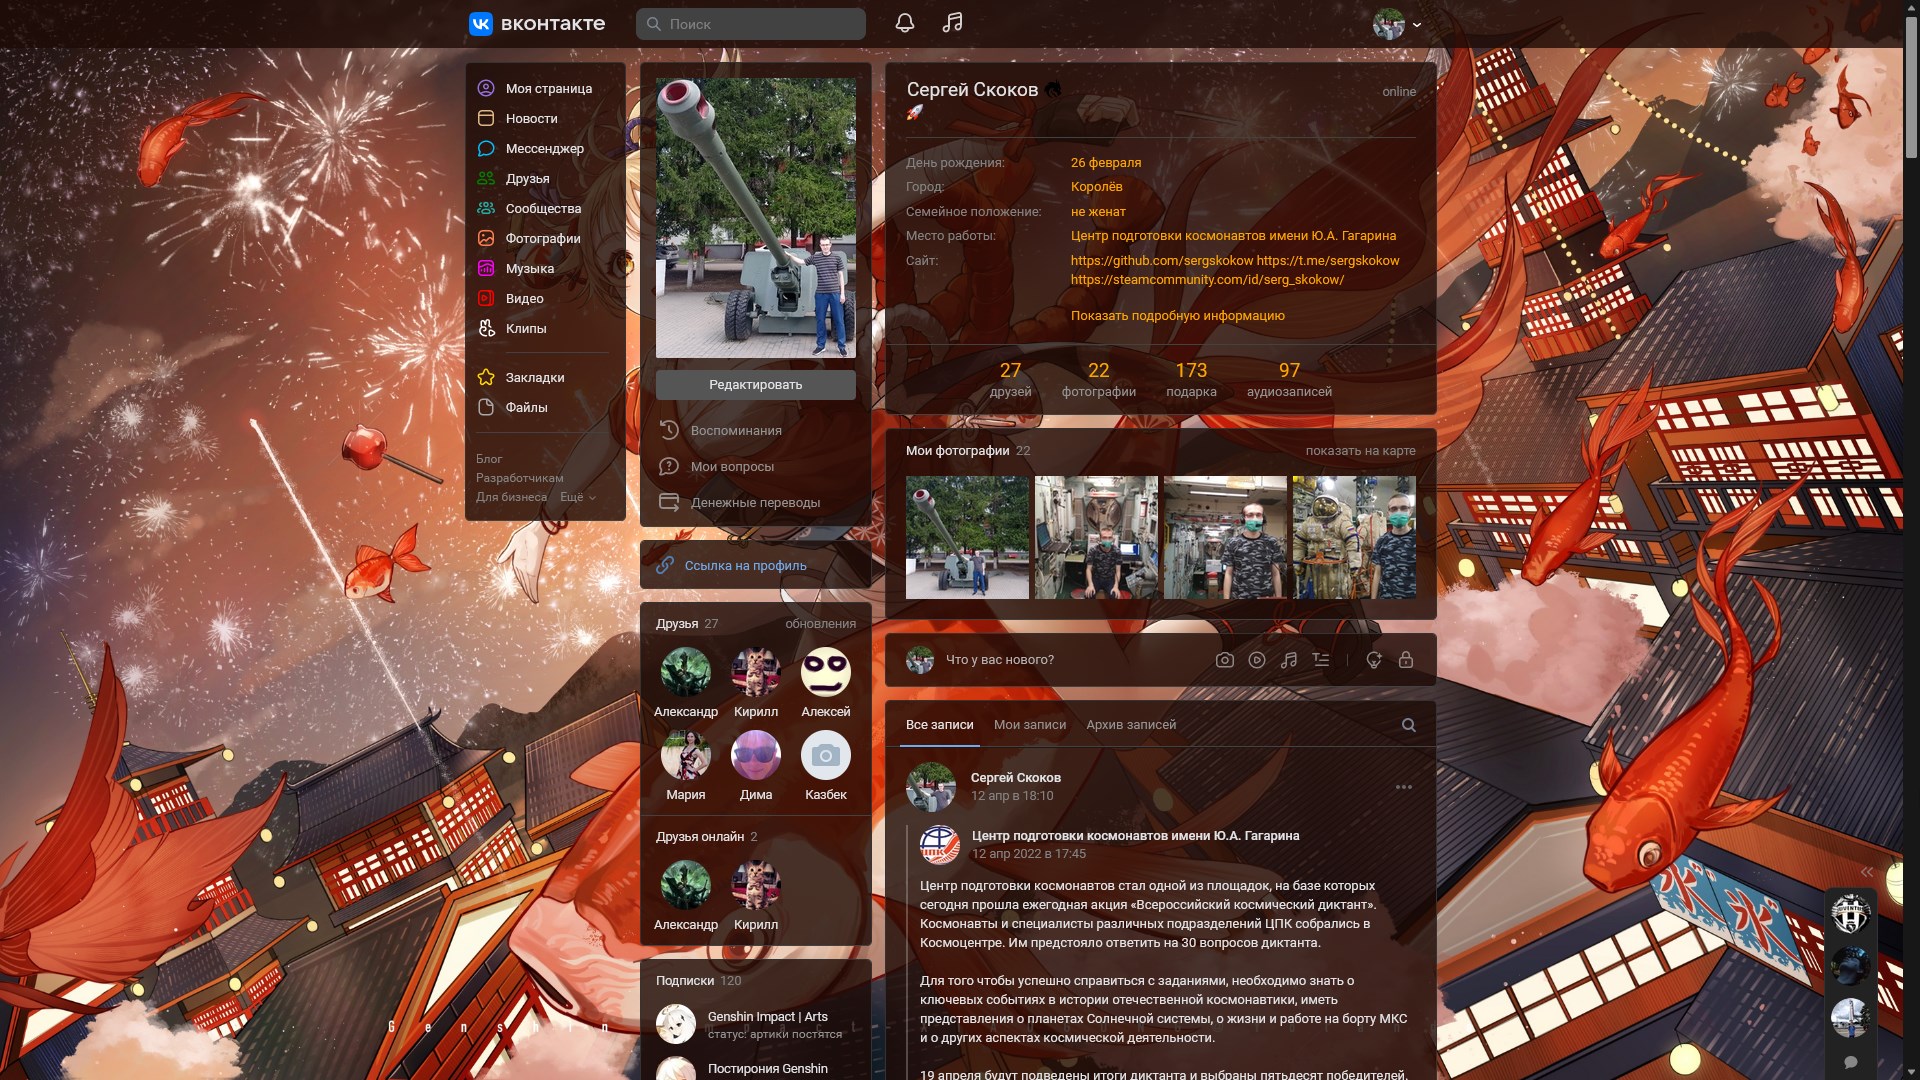 вконтакте
Поиск
Моя страница
Новости
Мессенджер
Друзья
Сообщества
Фотографии
Музыка
Видео
Клипы
Закладки
Файлы
Блог
Разработчикам
Для бизнеса Ещё
Редактировать
Воспоминания
Мои вопросы
Денежные переводы
Ссылка на профиль
Друзья 27 обновления
Александр Кирилл Алексей
Мария Дима Казбек
Друзья онлайн 2
Александр Кирилл
Подписки 120
Genshin Impact | Arts
статус: артики постятся
Постирония Genshin
Сергей Скоков
online
День рождения: 26 февраля
Город: Королёв
Семейное положение: не женат
Место работы: Центр подготовки космонавтов имени Ю.А. Гагарина
Сайт: https://github.com/sergskokow https://t.me/sergskokow
https://steamcommunity.com/id/serg_skokow/
Показать подробную информацию
27 22 173 97
друзей фотографии подарка аудиозаписей
Мои фотографии 22 показать на карте
Что у вас нового?
Все записи Мои записи Архив записей
Сергей Скоков
12 апр в 18:10
Центр подготовки космонавтов имени Ю.А. Гагарина
12 апр 2022 в 17:45
Центр подготовки космонавтов стал одной из площадок, на базе которых
сегодня прошла ежегодная акция «Всероссийский космический диктант».
Космонавты и специалисты различных подразделений ЦПК собрались в
Космоцентре. Им предстояло ответить на 30 вопросов диктанта.
Для того чтобы успешно справиться с заданиями, необходимо знать о
ключевых событиях в истории отечественной космонавтики, иметь
представления о планетах Солнечной системы, о жизни и работе на борту МКС
и о других аспектах космической деятельности.
19 апреля будут подведены итоги диктанта и выбраны пятьдесят победителей.
Genshin